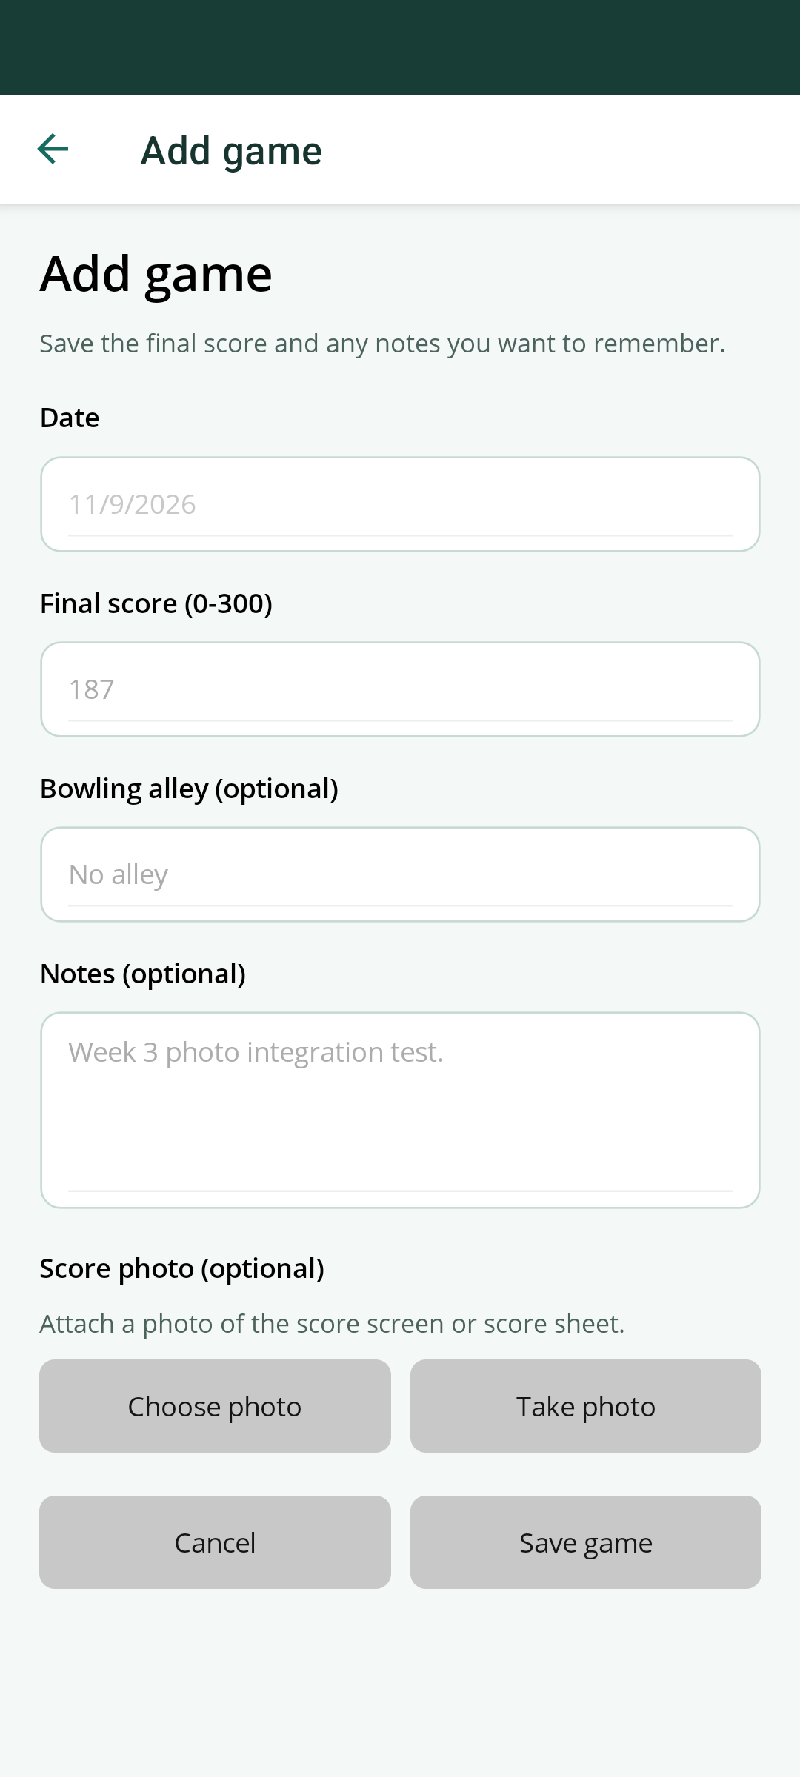 Add game
Add game
Save the final score and any notes you want to remember.
Date
11/9/2026
Final score (0-300)
187
Bowling alley (optional)
No alley
Notes (optional)
Week 3 photo integration test.
Score photo (optional)
Attach a photo of the score screen or score sheet.
Choose photo
Take photo
Cancel
Save game